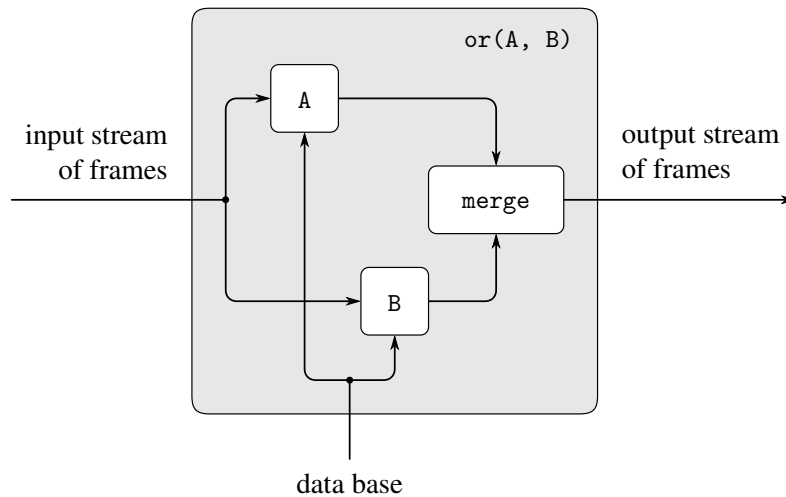 or(A, B)
A
input stream
of frames
output stream
of frames
merge
B
data base